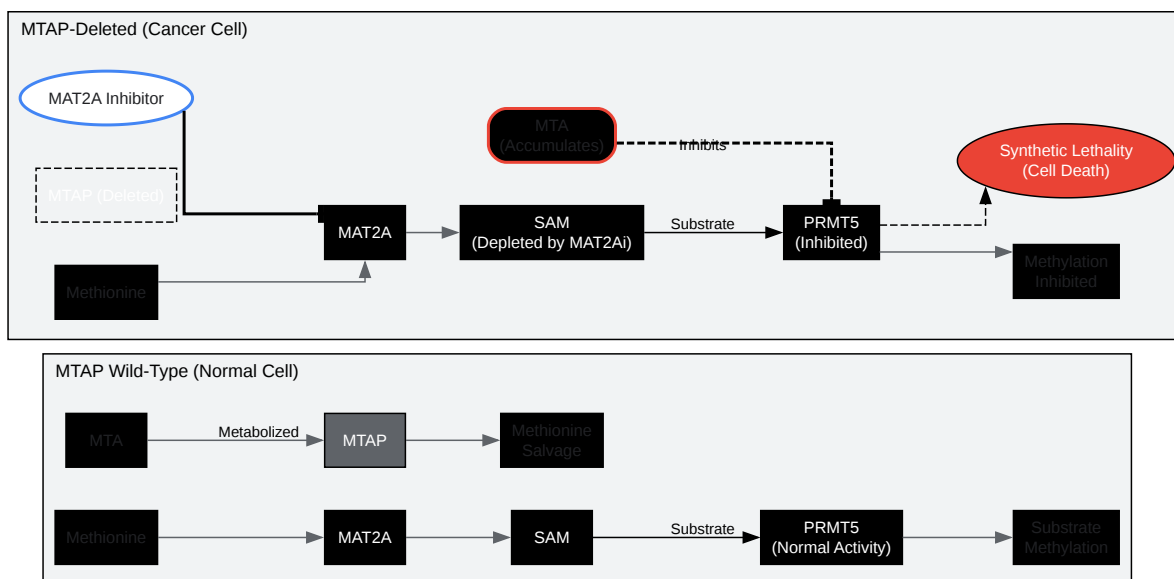 MTAP-Deleted (Cancer Cell)
MAT2A Inhibitor
MTA
(Accumulates)
Inhibits
Synthetic Lethality
(Cell Death)
MTAP (Deleted)
MAT2A
SAM
(Depleted by MAT2Ai)
Substrate
PRMT5
(Inhibited)
Methylation
Inhibited
Methionine
MTAP Wild-Type (Normal Cell)
MTA
Metabolized
MTAP
Methionine
Salvage
Methionine
MAT2A
SAM
Substrate
PRMT5
(Normal Activity)
Substrate
Methylation